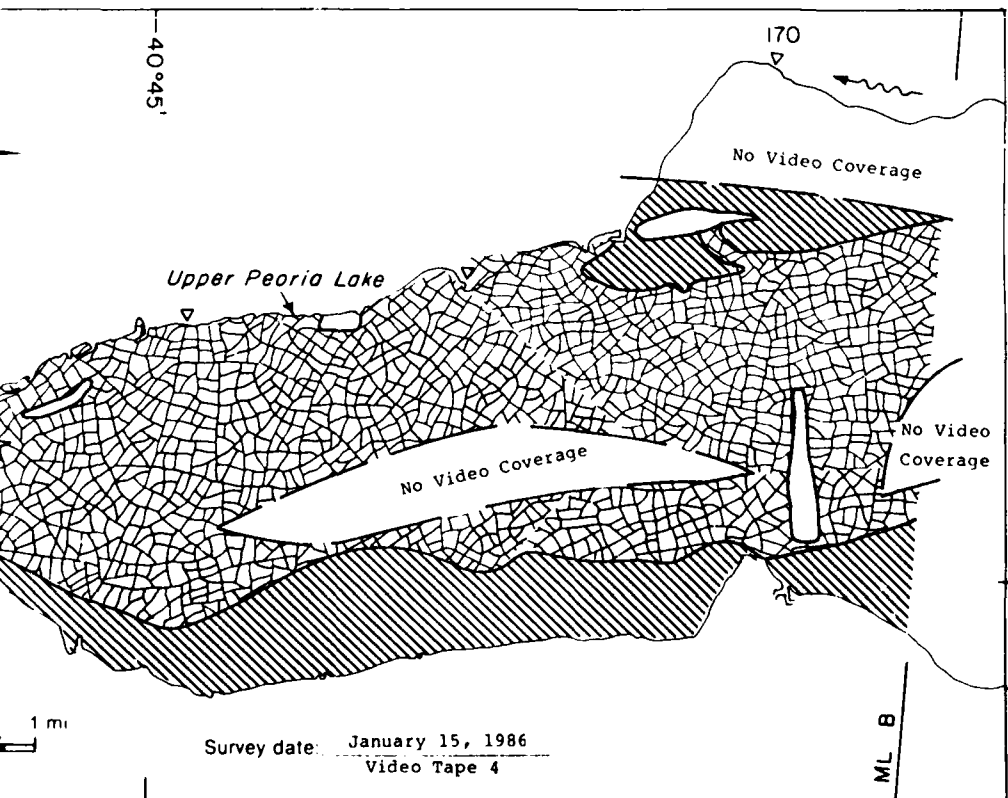 40°45'
170
No Video Coverage
Upper Peoria Lake
No Video Coverage
No Video
Coverage
1 mi
Survey date: January 15, 1986
Video Tape 4
ML B